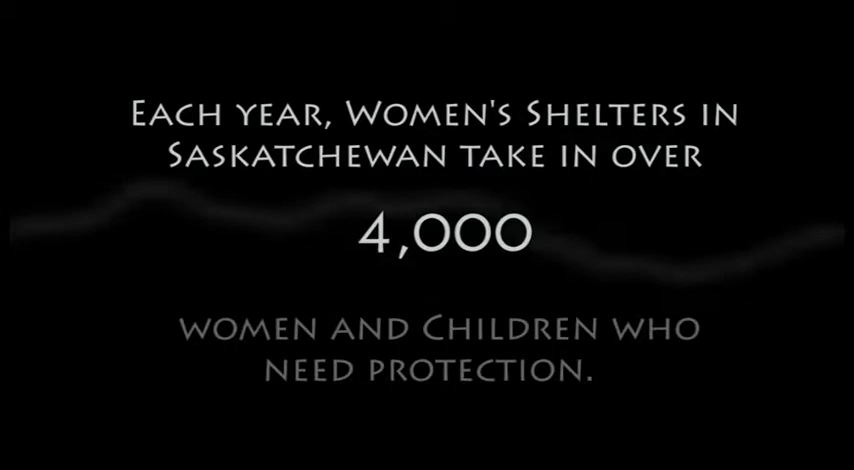 Each year, Women's Shelters in
Saskatchewan take in over
4,000
women and Children who
need protection.